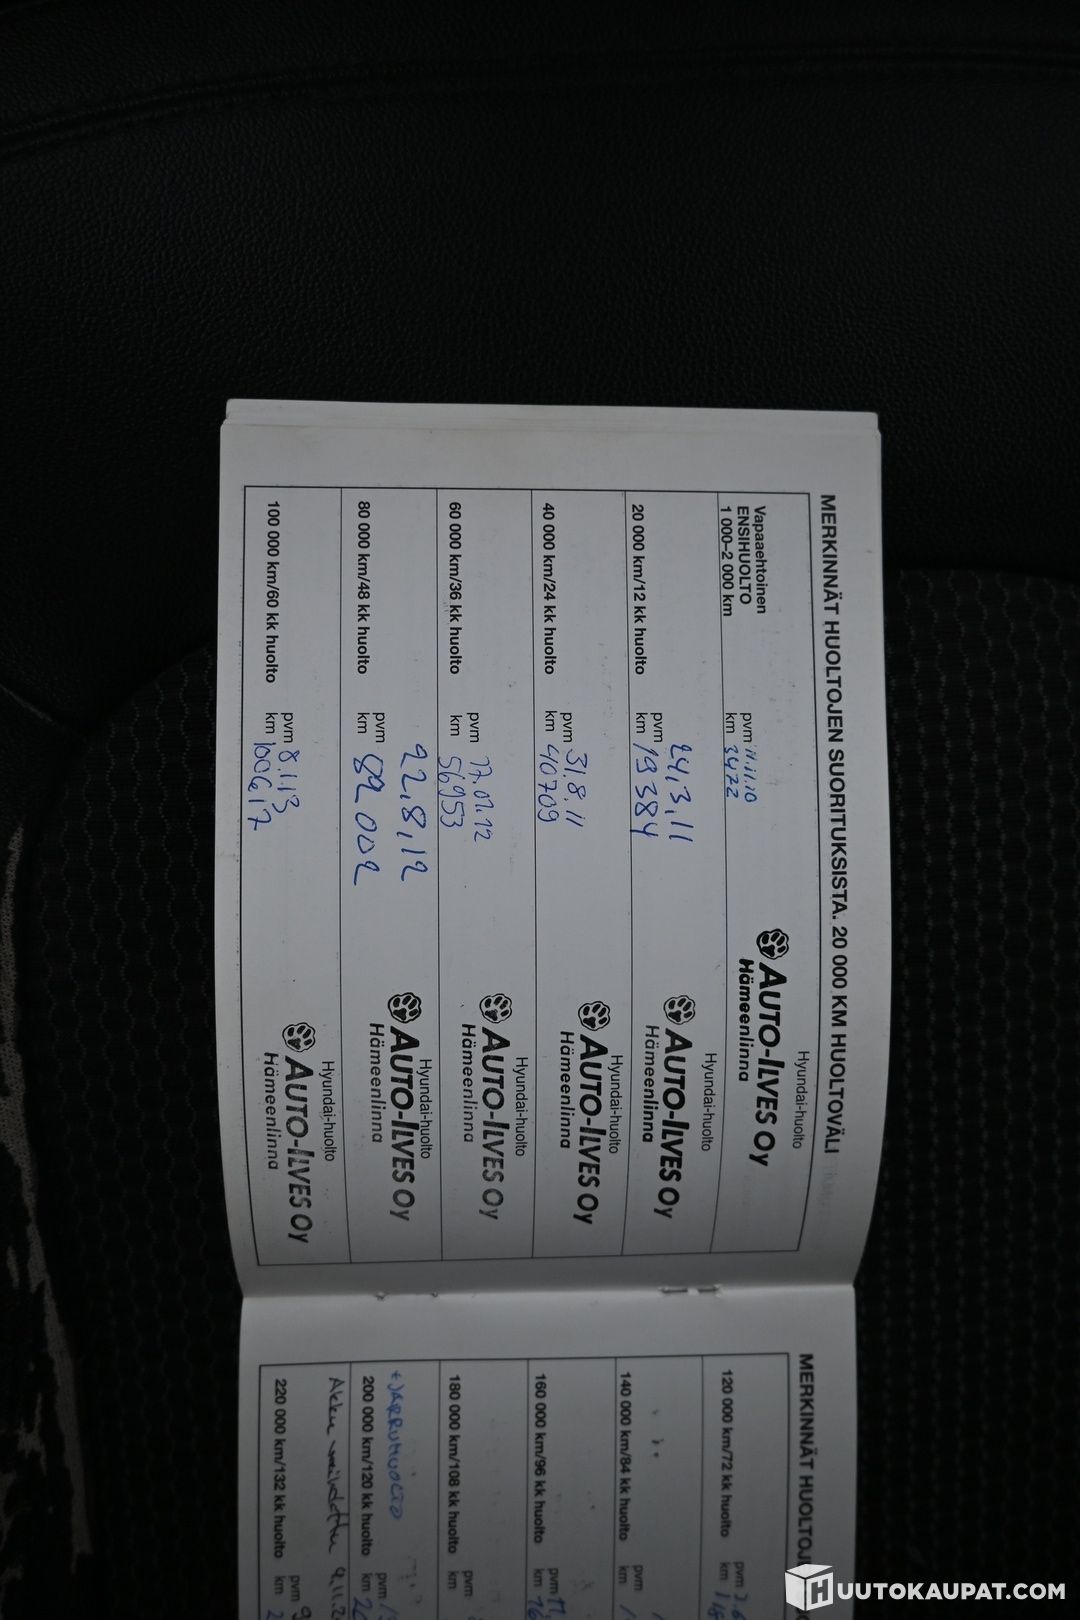 MERKINNÄT HUOLTOJEN SUORITUKSISTA. 20 000 KM HUOLTOVÄLI
Vapaaehtoinen
ENSIHUOLTO
1 000–2 000 km
pvm 11.11.10
km 3472
Hyundai-huolto
AUTO-ILVES Oy
Hämeenlinna
20 000 km/12 kk huolto
pvm 24.3.11
km 19384
Hyundai-huolto
AUTO-ILVES Oy
Hämeenlinna
40 000 km/24 kk huolto
pvm 31.8.11
km 40709
Hyundai-huolto
AUTO-ILVES Oy
Hämeenlinna
60 000 km/36 kk huolto
pvm 17.01.12
km 56953
Hyundai-huolto
AUTO-ILVES Oy
Hämeenlinna
80 000 km/48 kk huolto
pvm 22.8.12
km 82002
Hyundai-huolto
AUTO-ILVES Oy
Hämeenlinna
100 000 km/60 kk huolto
pvm 8.1.13
km 100617
Hyundai-huolto
AUTO-ILVES Oy
Hämeenlinna
MERKINNÄT
120 000 km/72 kk huolto
pvm
km
140 000 km/84 kk huolto
pvm
km
160 000 km/96 kk huolto
pvm
km
180 000 km/108 kk huolto
pvm
km
+JARRUHUOLTO
200 000 km/120 kk huolto
pvm
km
Akku vaihdettu
220 000 km/132 kk huolto
pvm
km
HUUTOKAUPAT.COM